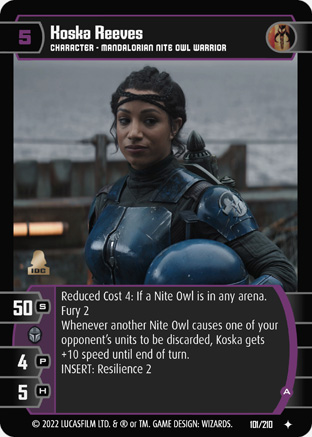 5 Koska Reeves
CHARACTER - MANDALORIAN NITE OWL WARRIOR
IDC
50 S
4 P
5 H
Reduced Cost 4: If a Nite Owl is in any arena.
Fury 2
Whenever another Nite Owl causes one of your
opponent's units to be discarded, Koska gets
+10 speed until end of turn.
INSERT: Resilience 2
A
© 2022 LUCASFILM LTD. & ® or TM. GAME DESIGN: WIZARDS. 101/210